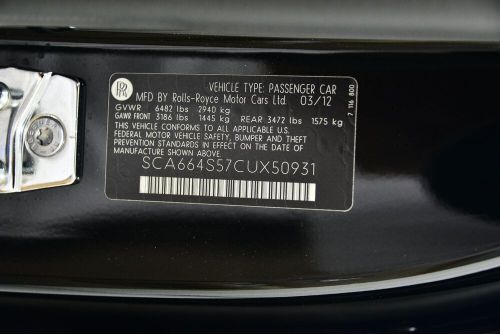 RR
VEHICLE TYPE: PASSENGER CAR
MFD BY Rolls-Royce Motor Cars Ltd 03/12
GVWR 6482 lbs 2940 kg
GAWR FRONT 3186 lbs 1445 kg REAR 3472 lbs 1575 kg
THIS VEHICLE CONFORMS TO ALL APPLICABLE
FEDERAL MOTOR VEHICLE SAFETY, BUMPER AND THEFT
PREVENTION STANDARDS IN EFFECT ON THE DATE OF
MANUFACTURE SHOWN ABOVE
SCA664S57CUX50931
7 116 800